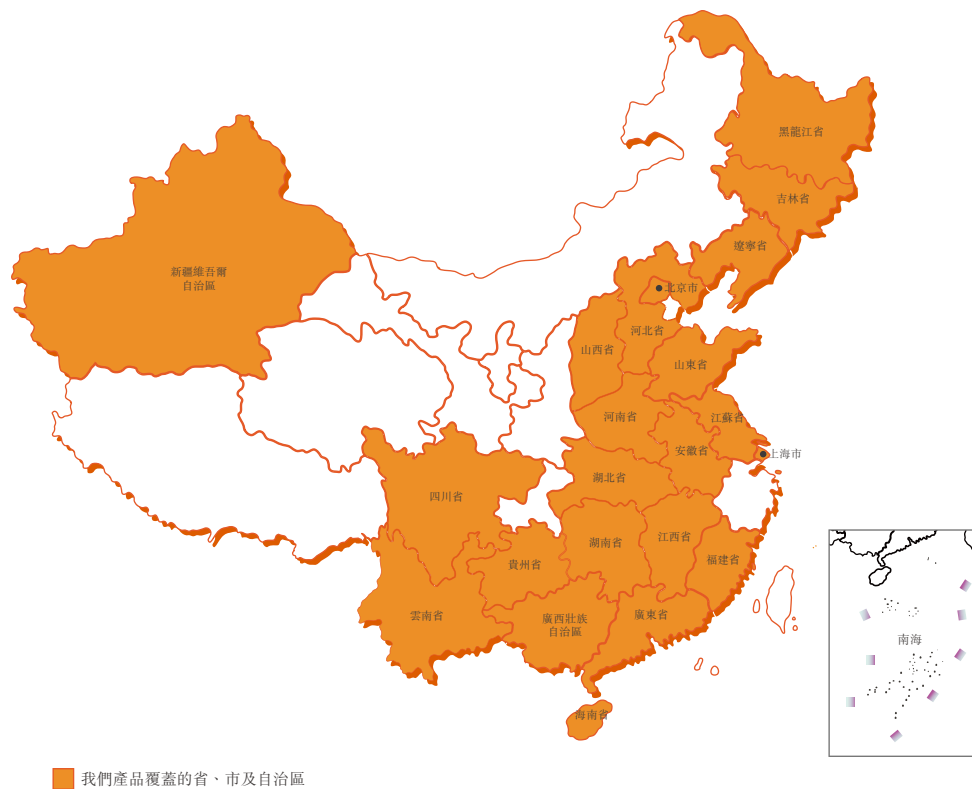 黑龍江省
吉林省
遼寧省
新疆維吾爾
自治區
北京市
河北省
山西省
山東省
河南省
江蘇省
安徽省
上海市
湖北省
四川省
湖南省
江西省
福建省
貴州省
雲南省
廣西壯族
自治區
廣東省
南海
海南省
我們產品覆蓋的省、市及自治區